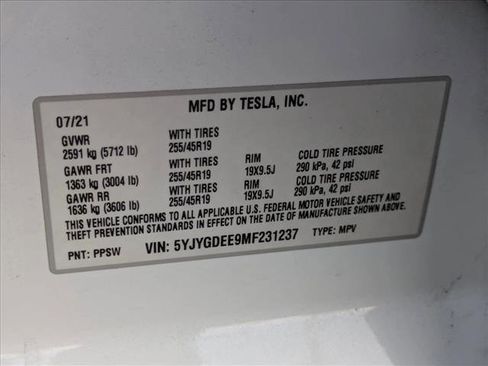 MFD BY TESLA, INC.
07/21
GVWR WITH TIRES
2591 kg (5712 lb) 255/45R19
GAWR FRT WITH TIRES RIM COLD TIRE PRESSURE
1363 kg (3004 lb) 255/45R19 19X9.5J 290 kPa, 42 psi
GAWR RR WITH TIRES RIM COLD TIRE PRESSURE
1636 kg (3606 lb) 255/45R19 19X9.5J 290 kPa, 42 psi
THIS VEHICLE CONFORMS TO ALL APPLICABLE U.S. FEDERAL MOTOR VEHICLE SAFETY AND
THEFT PREVENTION STANDARDS IN EFFECT ON THE DATE OF MANUFACTURE SHOWN ABOVE.
PNT: PPSW VIN: 5YJYGDEE9MF231237 TYPE: MPV